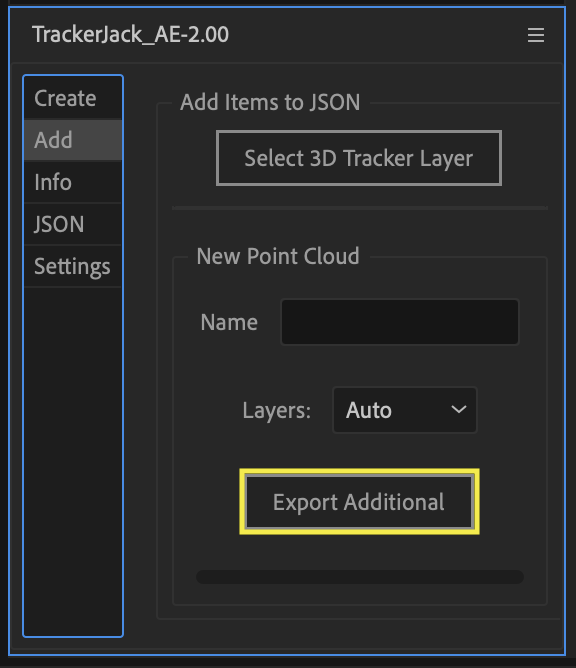 TrackerJack_AE-2.00
Create
Add
Info
JSON
Settings
Add Items to JSON
Select 3D Tracker Layer
New Point Cloud
Name
Layers: Auto
Export Additional